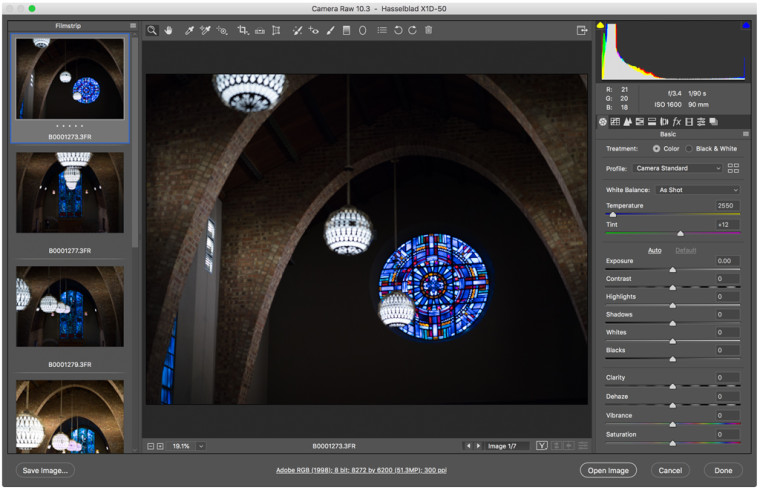 Camera Raw 10.3 - Hasselblad X1D-50
Filmstrip
B0001273.3FR
B0001277.3FR
B0001279.3FR
R: 21
G: 20
B: 18
f/3.4 1/90 s
ISO 1600 90 mm
fx
Basic
Treatment: Color Black & White
Profile: Camera Standard
White Balance: As Shot
Temperature 2550
Tint +12
Auto Default
Exposure 0.00
Contrast 0
Highlights 0
Shadows 0
Whites 0
Blacks 0
Clarity 0
Dehaze 0
Vibrance 0
Saturation 0
19.1% B0001273.3FR Image 1/7 Y
Save Image... Adobe RGB (1998); 8 bit; 8272 by 6200 (51.3MP); 300 ppi Open Image Cancel Done